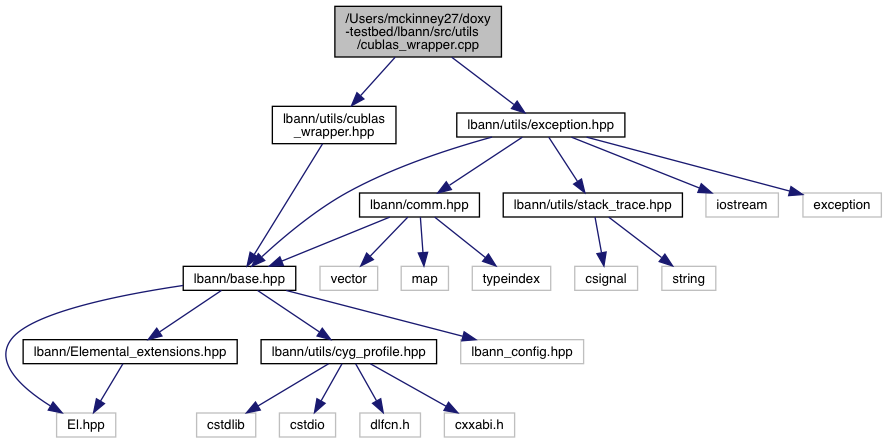 /Users/mckinney27/doxy
-testbed/lbann/src/utils
/cublas_wrapper.cpp
lbann/utils/cublas
_wrapper.hpp
lbann/utils/exception.hpp
lbann/comm.hpp
lbann/utils/stack_trace.hpp
iostream
exception
lbann/base.hpp
vector
map
typeindex
csignal
string
lbann/Elemental_extensions.hpp
lbann/utils/cyg_profile.hpp
lbann_config.hpp
El.hpp
cstdlib
cstdio
dlfcn.h
cxxabi.h